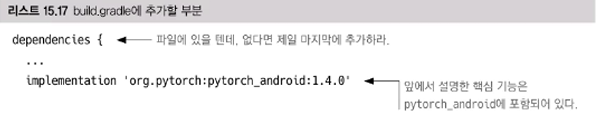 리스트 15.17 build.gradle에 추가할 부분
dependencies { 파일에 있을 텐데, 없다면 제일 마지막에 추가하라.
...
implementation 'org.pytorch:pytorch_android:1.4.0'
앞에서 설명한 핵심 기능은
pytorch_android에 포함되어 있다.